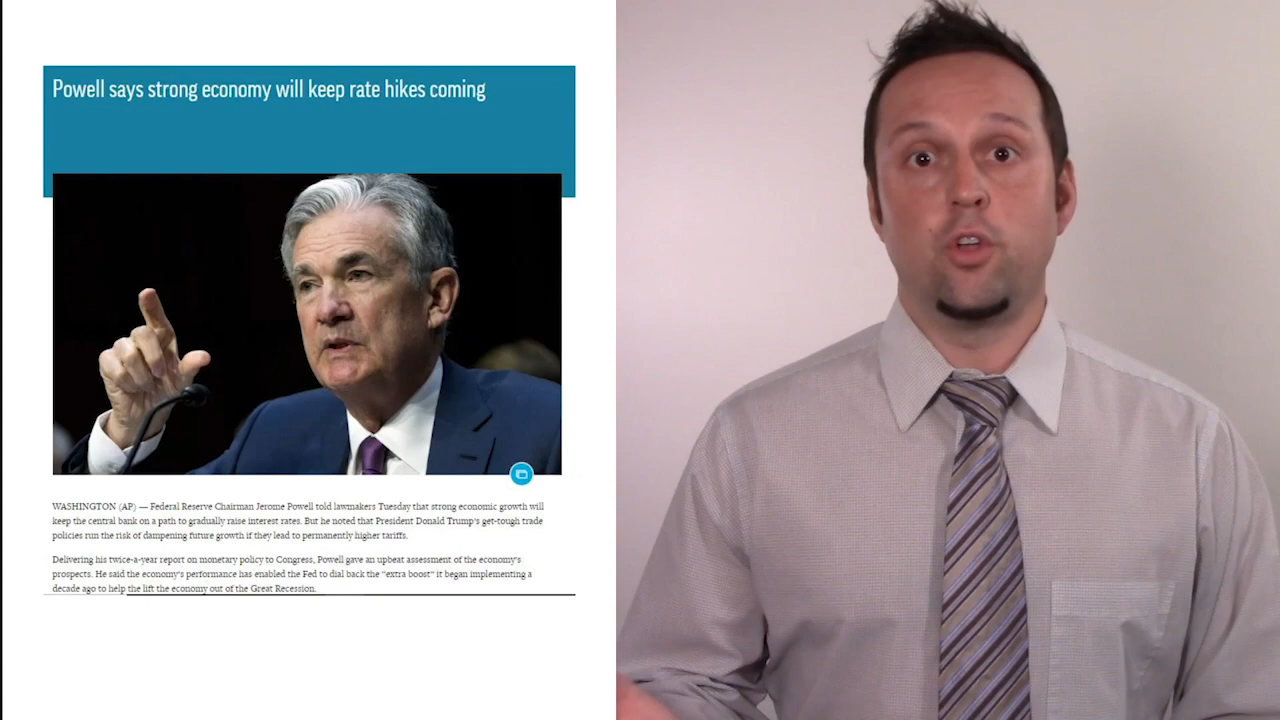 Powell says strong economy will keep rate hikes coming
WASHINGTON (AP) — Federal Reserve Chairman Jerome Powell told lawmakers Tuesday that strong economic growth will
keep the central bank on a path to gradually raise interest rates. But he noted that President Donald Trump's get-tough trade
policies run the risk of dampening future growth if they lead to permanently higher tariffs.
Delivering his twice-a-year report on monetary policy to Congress, Powell gave an upbeat assessment of the economy's
prospects. He said the economy's performance has enabled the Fed to dial back the "extra boost" it began implementing a
decade ago to help the lift the economy out of the Great Recession.